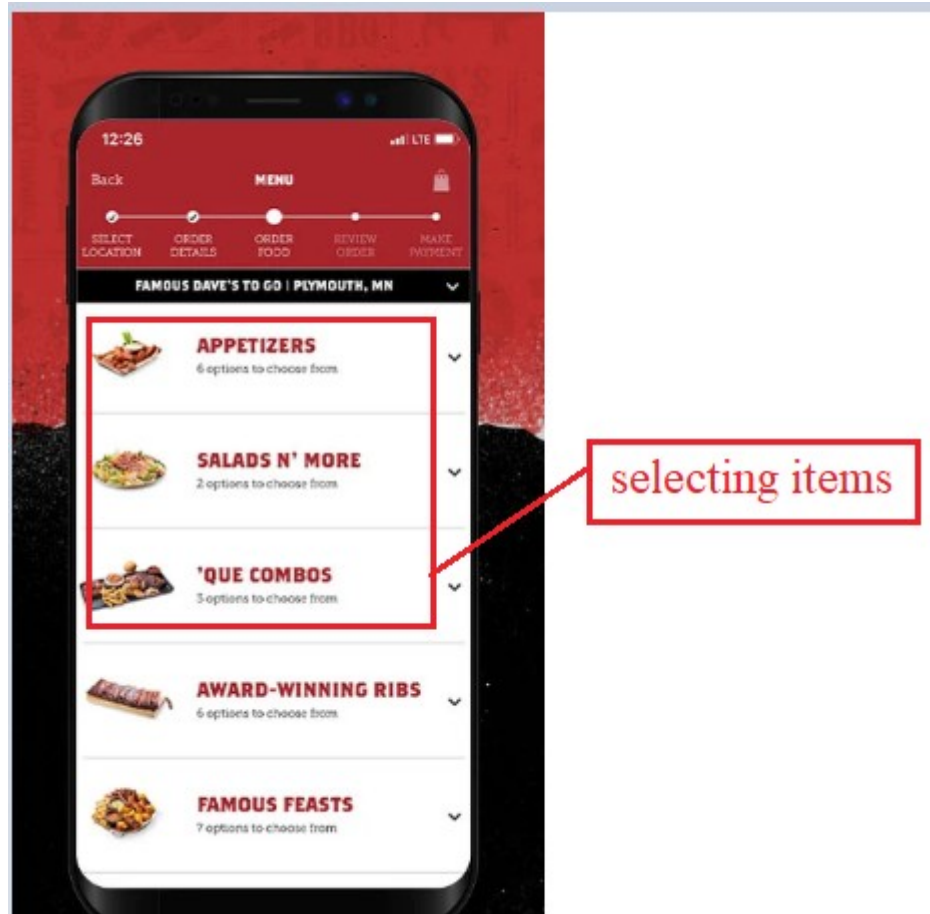 12:26
LTE
Back
MENU
SELECT LOCATION
ORDER DETAILS
ORDER FOOD
REVIEW ORDER
MAKE PAYMENT
FAMOUS DAVE'S TO GO | PLYMOUTH, MN
APPETIZERS
6 options to choose from
SALADS N' MORE
2 options to choose from
selecting items
'QUE COMBOS
3 options to choose from
AWARD-WINNING RIBS
6 options to choose from
FAMOUS FEASTS
7 options to choose from